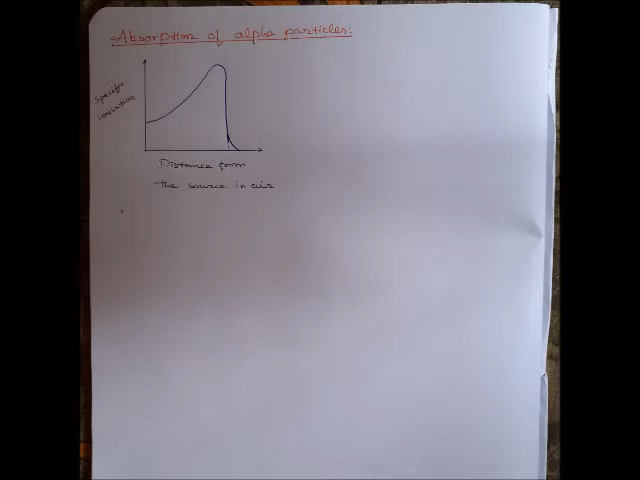 Absorption of alpha particles:
Specific
ionisation
Distance from
the source in air